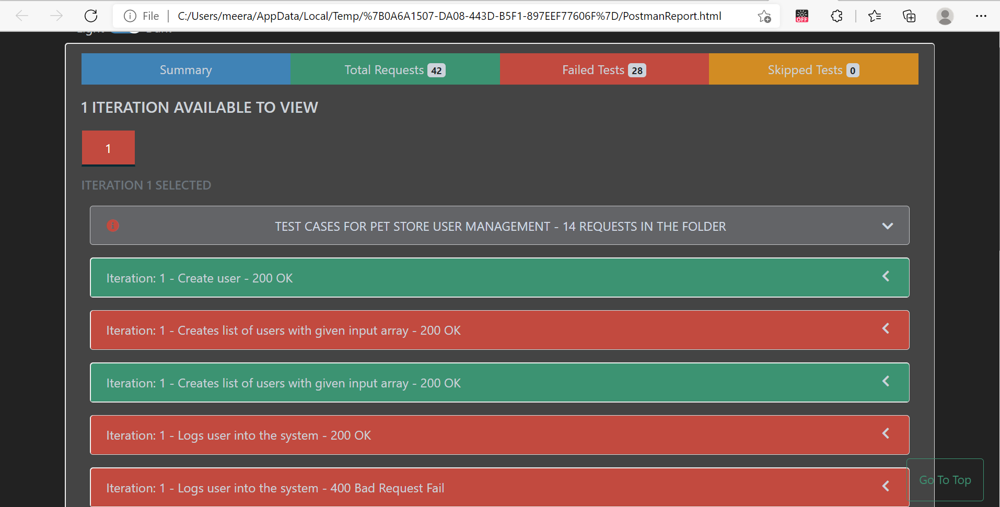 File C:/Users/meera/AppData/Local/Temp/%7B0A6A1507-DA08-443D-B5F1-897EEF77606F%7D/PostmanReport.html
OFF
Summary Total Requests 42 Failed Tests 28 Skipped Tests 0
1 ITERATION AVAILABLE TO VIEW
1
ITERATION 1 SELECTED
TEST CASES FOR PET STORE USER MANAGEMENT - 14 REQUESTS IN THE FOLDER
Iteration: 1 - Create user - 200 OK
Iteration: 1 - Creates list of users with given input array - 200 OK
Iteration: 1 - Creates list of users with given input array - 200 OK
Iteration: 1 - Logs user into the system - 200 OK
Iteration: 1 - Logs user into the system - 400 Bad Request Fail
Go To Top